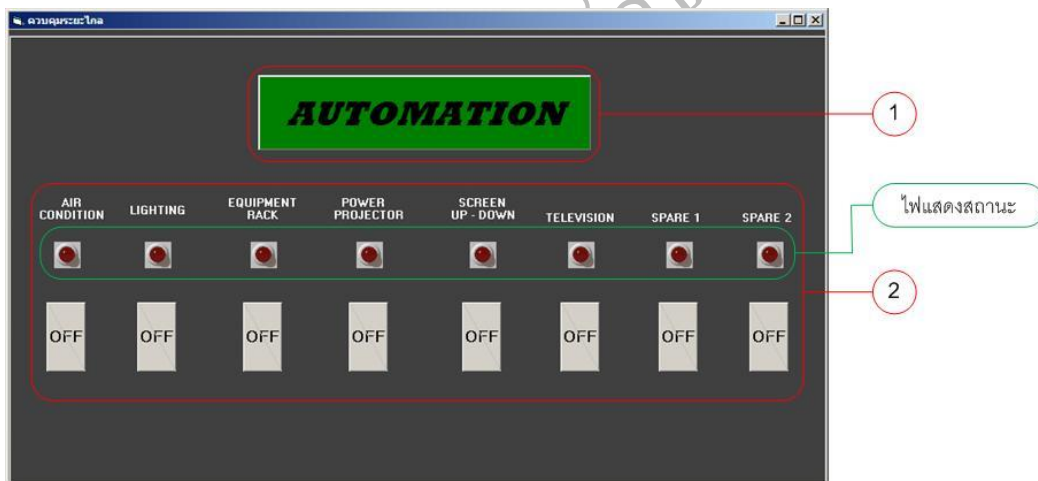 ควบคุมระยะไกล
AUTOMATION
1
AIR
CONDITION
LIGHTING
EQUIPMENT
RACK
POWER
PROJECTOR
SCREEN
UP - DOWN
TELEVISION
SPARE 1
SPARE 2
ไฟแสดงสถานะ
2
OFF
OFF
OFF
OFF
OFF
OFF
OFF
OFF